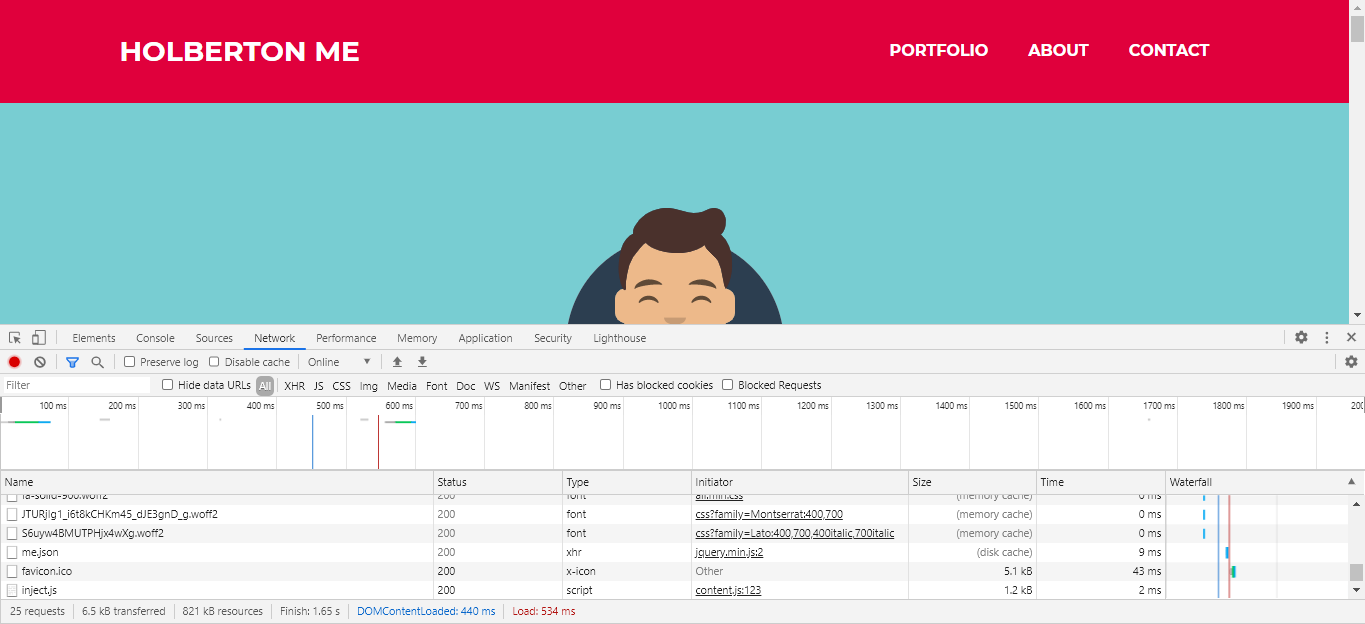 HOLBERTON ME PORTFOLIO ABOUT CONTACT
Elements Console Sources Network Performance Memory Application Security Lighthouse
Preserve log Disable cache Online
Filter Hide data URLs All XHR JS CSS Img Media Font Doc WS Manifest Other Has blocked cookies Blocked Requests
100 ms 200 ms 300 ms 400 ms 500 ms 600 ms 700 ms 800 ms 900 ms 1000 ms 1100 ms 1200 ms 1300 ms 1400 ms 1500 ms 1600 ms 1700 ms 1800 ms 1900 ms 200
Name Status Type Initiator Size Time Waterfall
fa-solid-900.woff2 200 font all.min.css (memory cache) 0 ms
JTURjIg1_i6t8kCHKm45_dJE3gnD_g.woff2 200 font css?family=Montserrat:400,700 (memory cache) 0 ms
S6uyw4BMUTPHjx4wXg.woff2 200 font css?family=Lato:400,700,400italic,700italic (memory cache) 0 ms
me.json 200 xhr jquery.min.js:2 (disk cache) 9 ms
favicon.ico 200 x-icon Other 5.1 kB 43 ms
inject.js 200 script content.js:123 1.2 kB 2 ms
25 requests 6.5 kB transferred 821 kB resources Finish: 1.65 s DOMContentLoaded: 440 ms Load: 534 ms